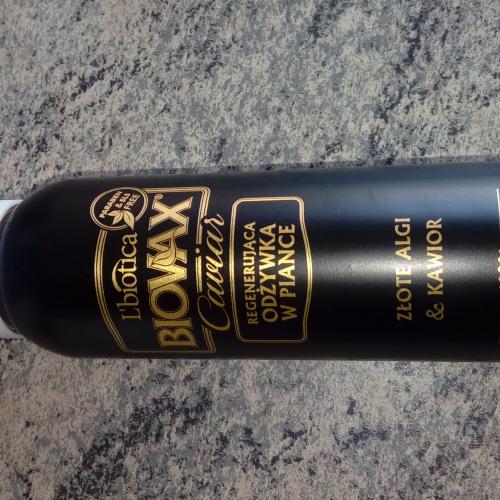 PARABEN
& SLS
FREE
L'biotica
BIOVAX®
Caviar
REGENERUJĄCA
ODŻYWKA
W PIANCE
ZŁOTE ALGI
& KAWIOR